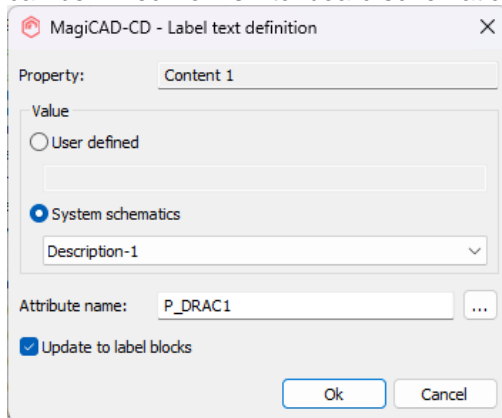 MagiCAD-CD - Label text definition
Property: Content 1
Value
User defined
System schematics
Description-1
Attribute name: P_DRAC1 ...
Update to label blocks
Ok Cancel